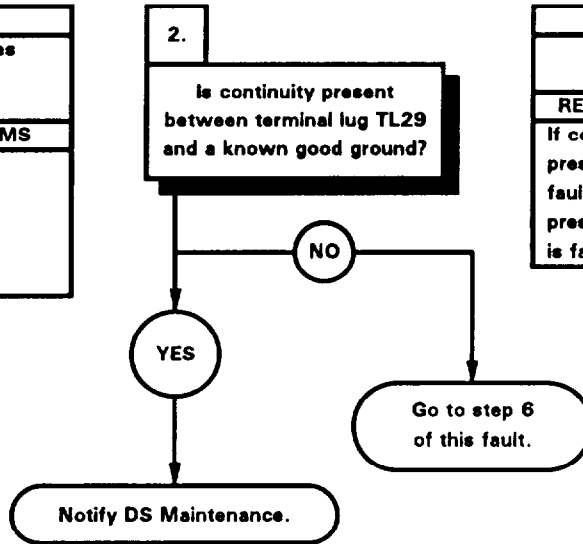 es
MS
2.
Is continuity present
between terminal lug TL29
and a known good ground?
NO
YES
Go to step 6
of this fault.
Notify DS Maintenance.
RE
If co
pres
faul
pres
is fa